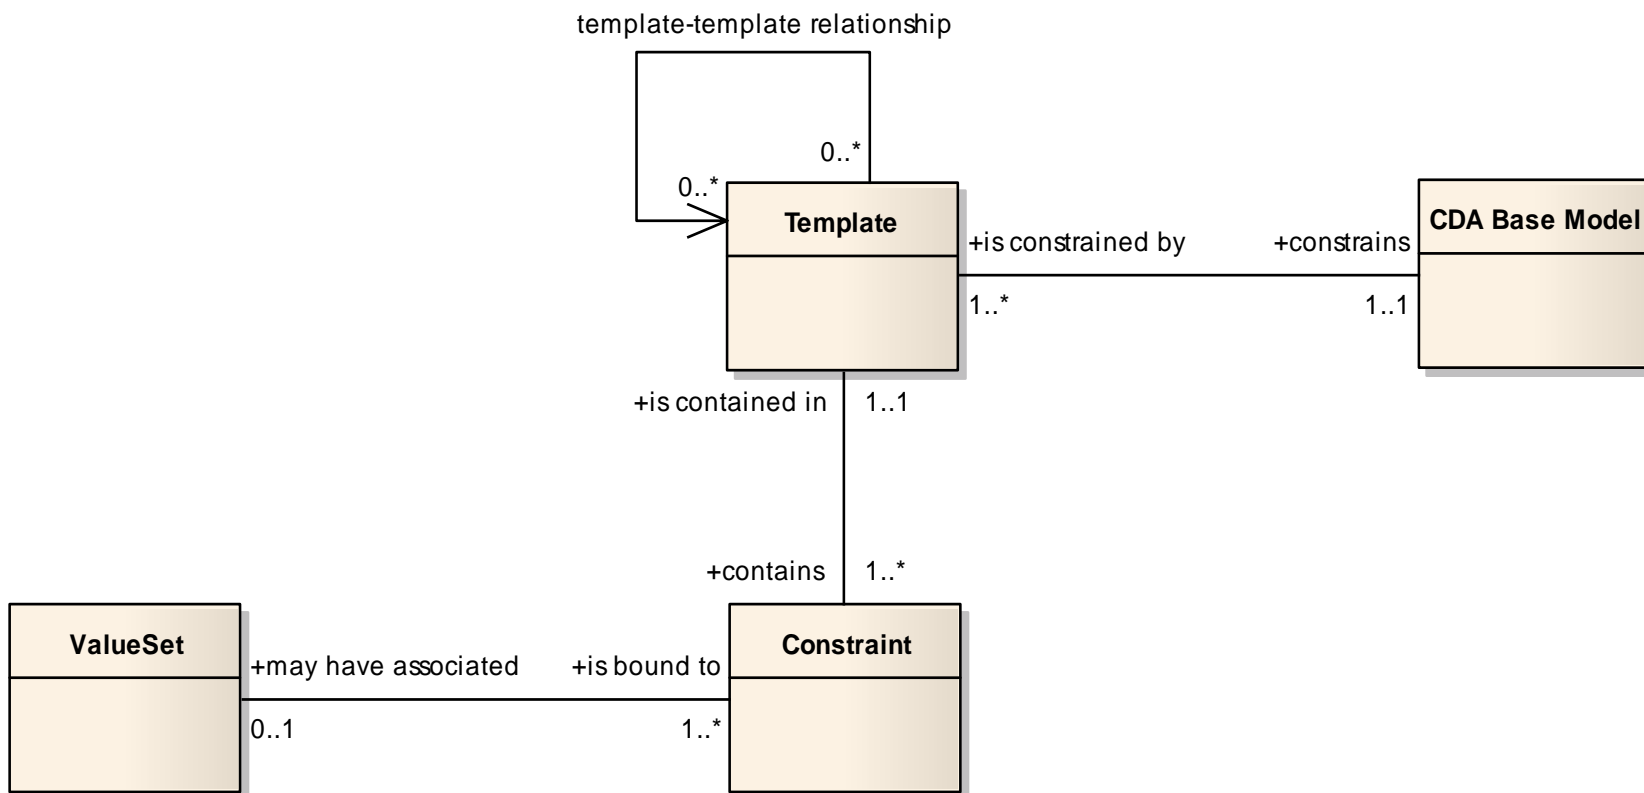 template-template relationship
0..*
0..*
Template
CDA Base Model
+is constrained by
+constrains
1..*
1..1
+is contained in
1..1
+contains
1..*
ValueSet
Constraint
+may have associated
+is bound to
0..1
1..*